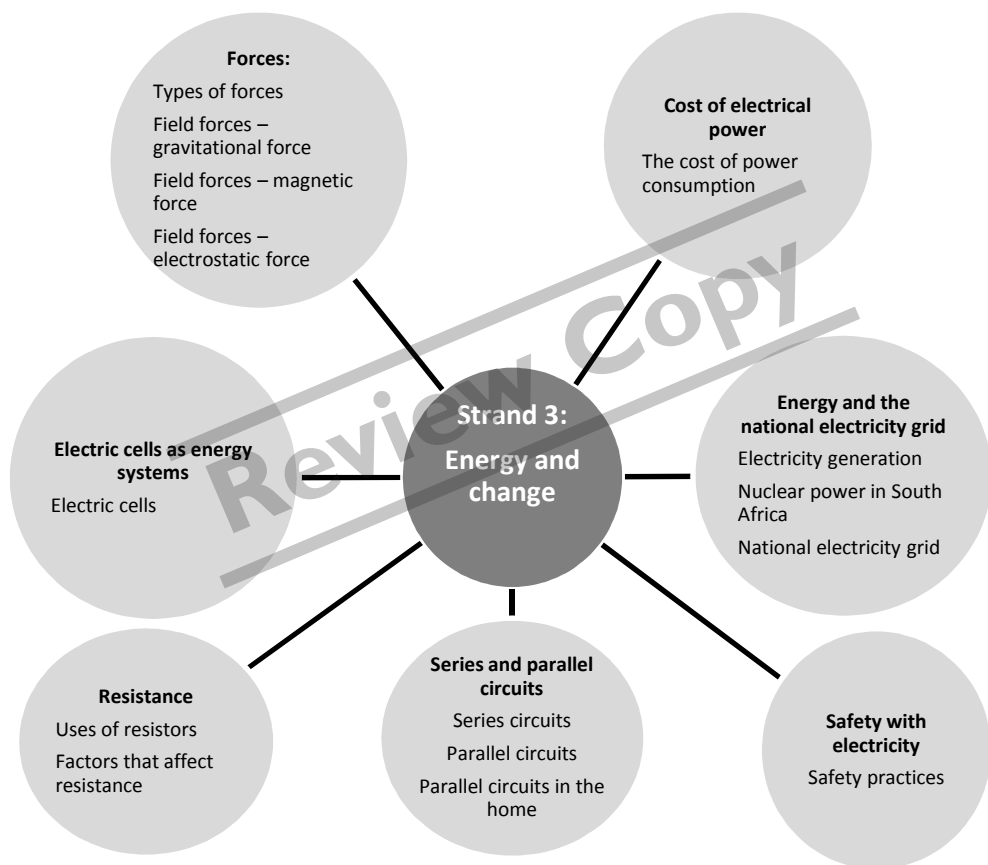 Forces:
Types of forces
Field forces –
gravitational force
Field forces – magnetic
force
Field forces –
electrostatic force
Cost of electrical
power
The cost of power
consumption
Strand 3:
Energy and
change
Electric cells as energy
systems
Electric cells
Energy and the
national electricity grid
Electricity generation
Nuclear power in South
Africa
National electricity grid
Resistance
Uses of resistors
Factors that affect
resistance
Series and parallel
circuits
Series circuits
Parallel circuits
Parallel circuits in the
home
Safety with
electricity
Safety practices
Review Copy